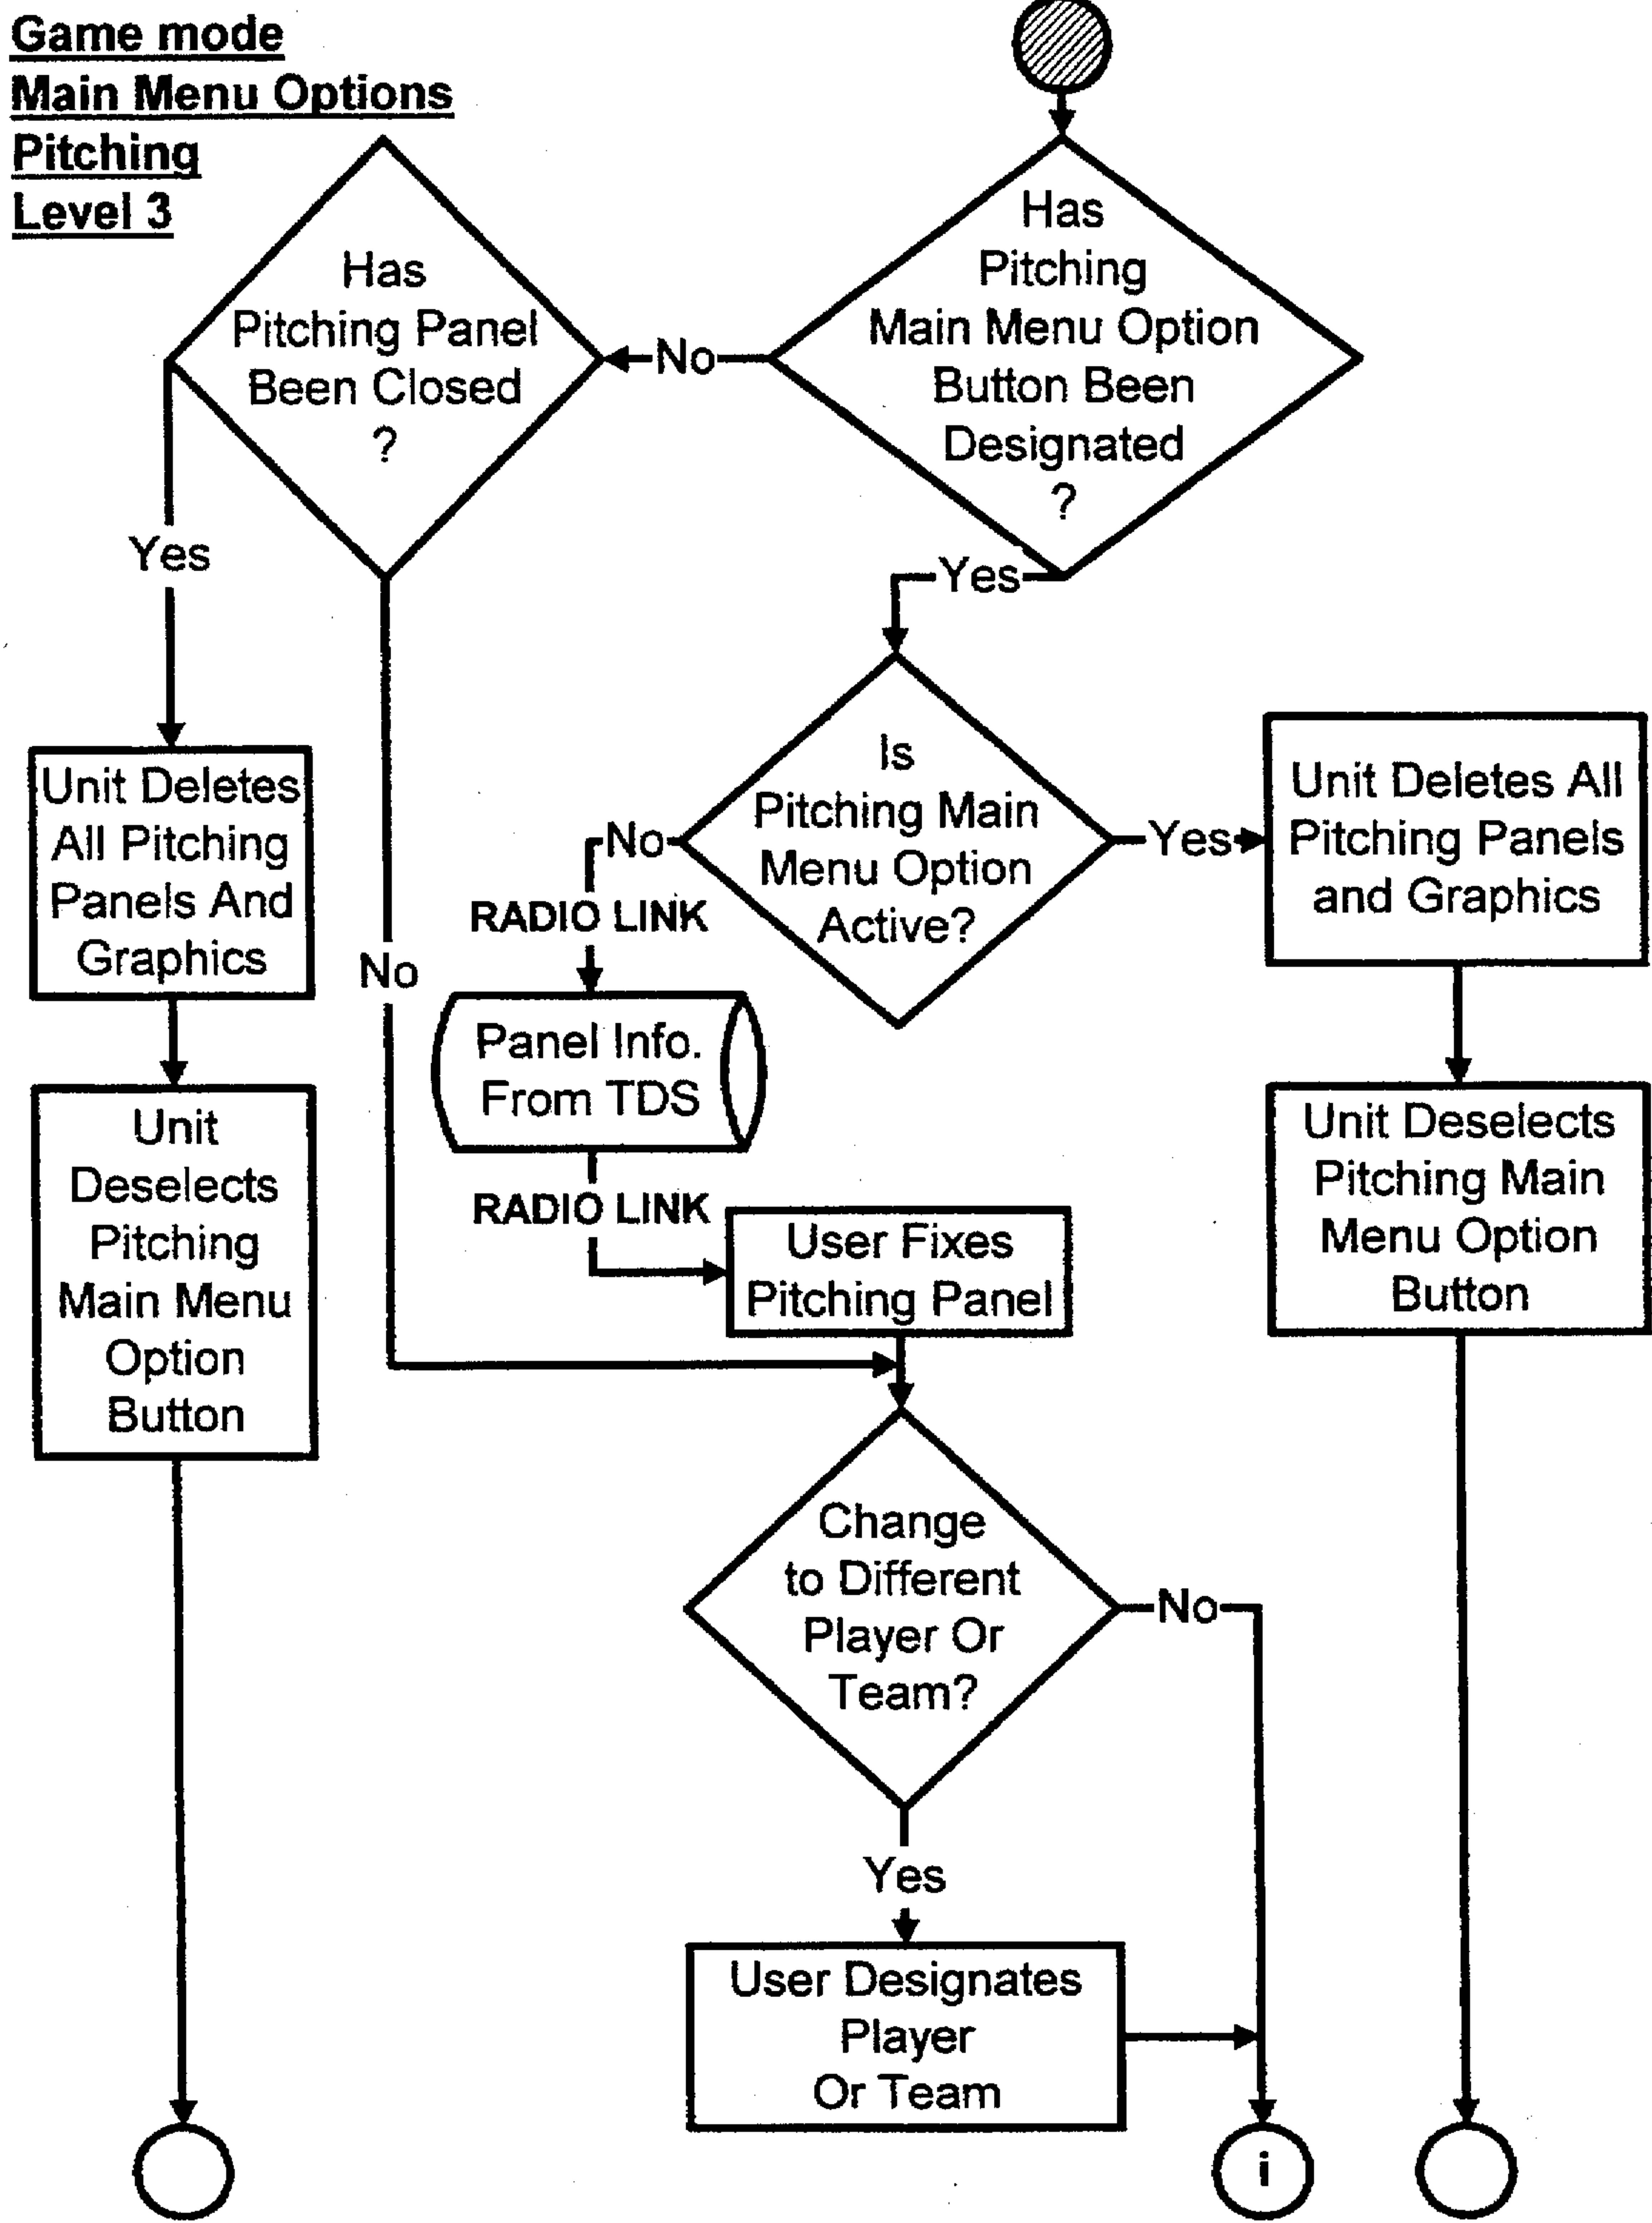 Game mode
Main Menu Options
Pitching
Level 3
Has
Pitching
Main Menu Option
Button Been
Designated
?
No
Has
Pitching Panel
Been Closed
?
Yes
Yes
Is
Pitching Main
Menu Option
Active?
Yes
Unit Deletes All
Pitching Panels
and Graphics
No
RADIO LINK
Unit Deletes
All Pitching
Panels And
Graphics
No
Panel Info.
From TDS
RADIO LINK
Unit
Deselects
Pitching
Main Menu
Option
Button
User Fixes
Pitching Panel
Unit Deselects
Pitching Main
Menu Option
Button
Change
to Different
Player Or
Team?
No
Yes
User Designates
Player
Or Team
i